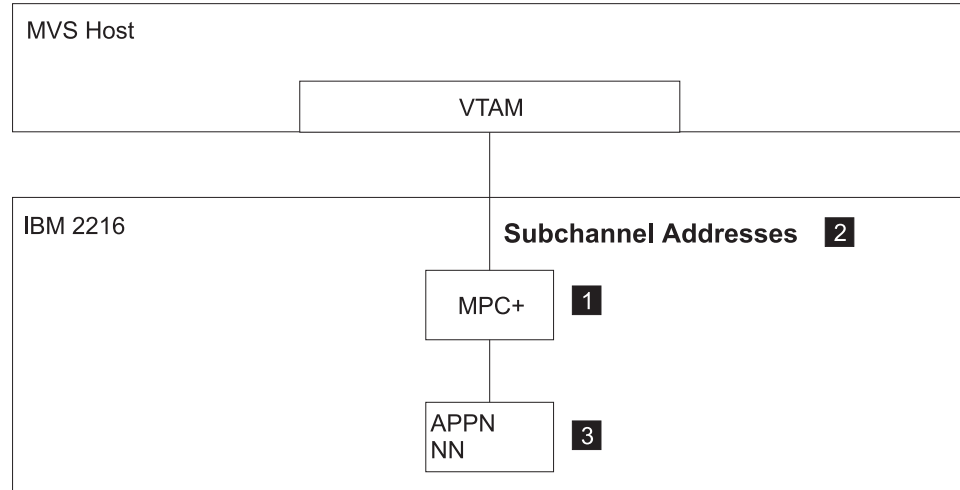 MVS Host
VTAM
IBM 2216
Subchannel Addresses 2
MPC+ 1
APPN 3
NN